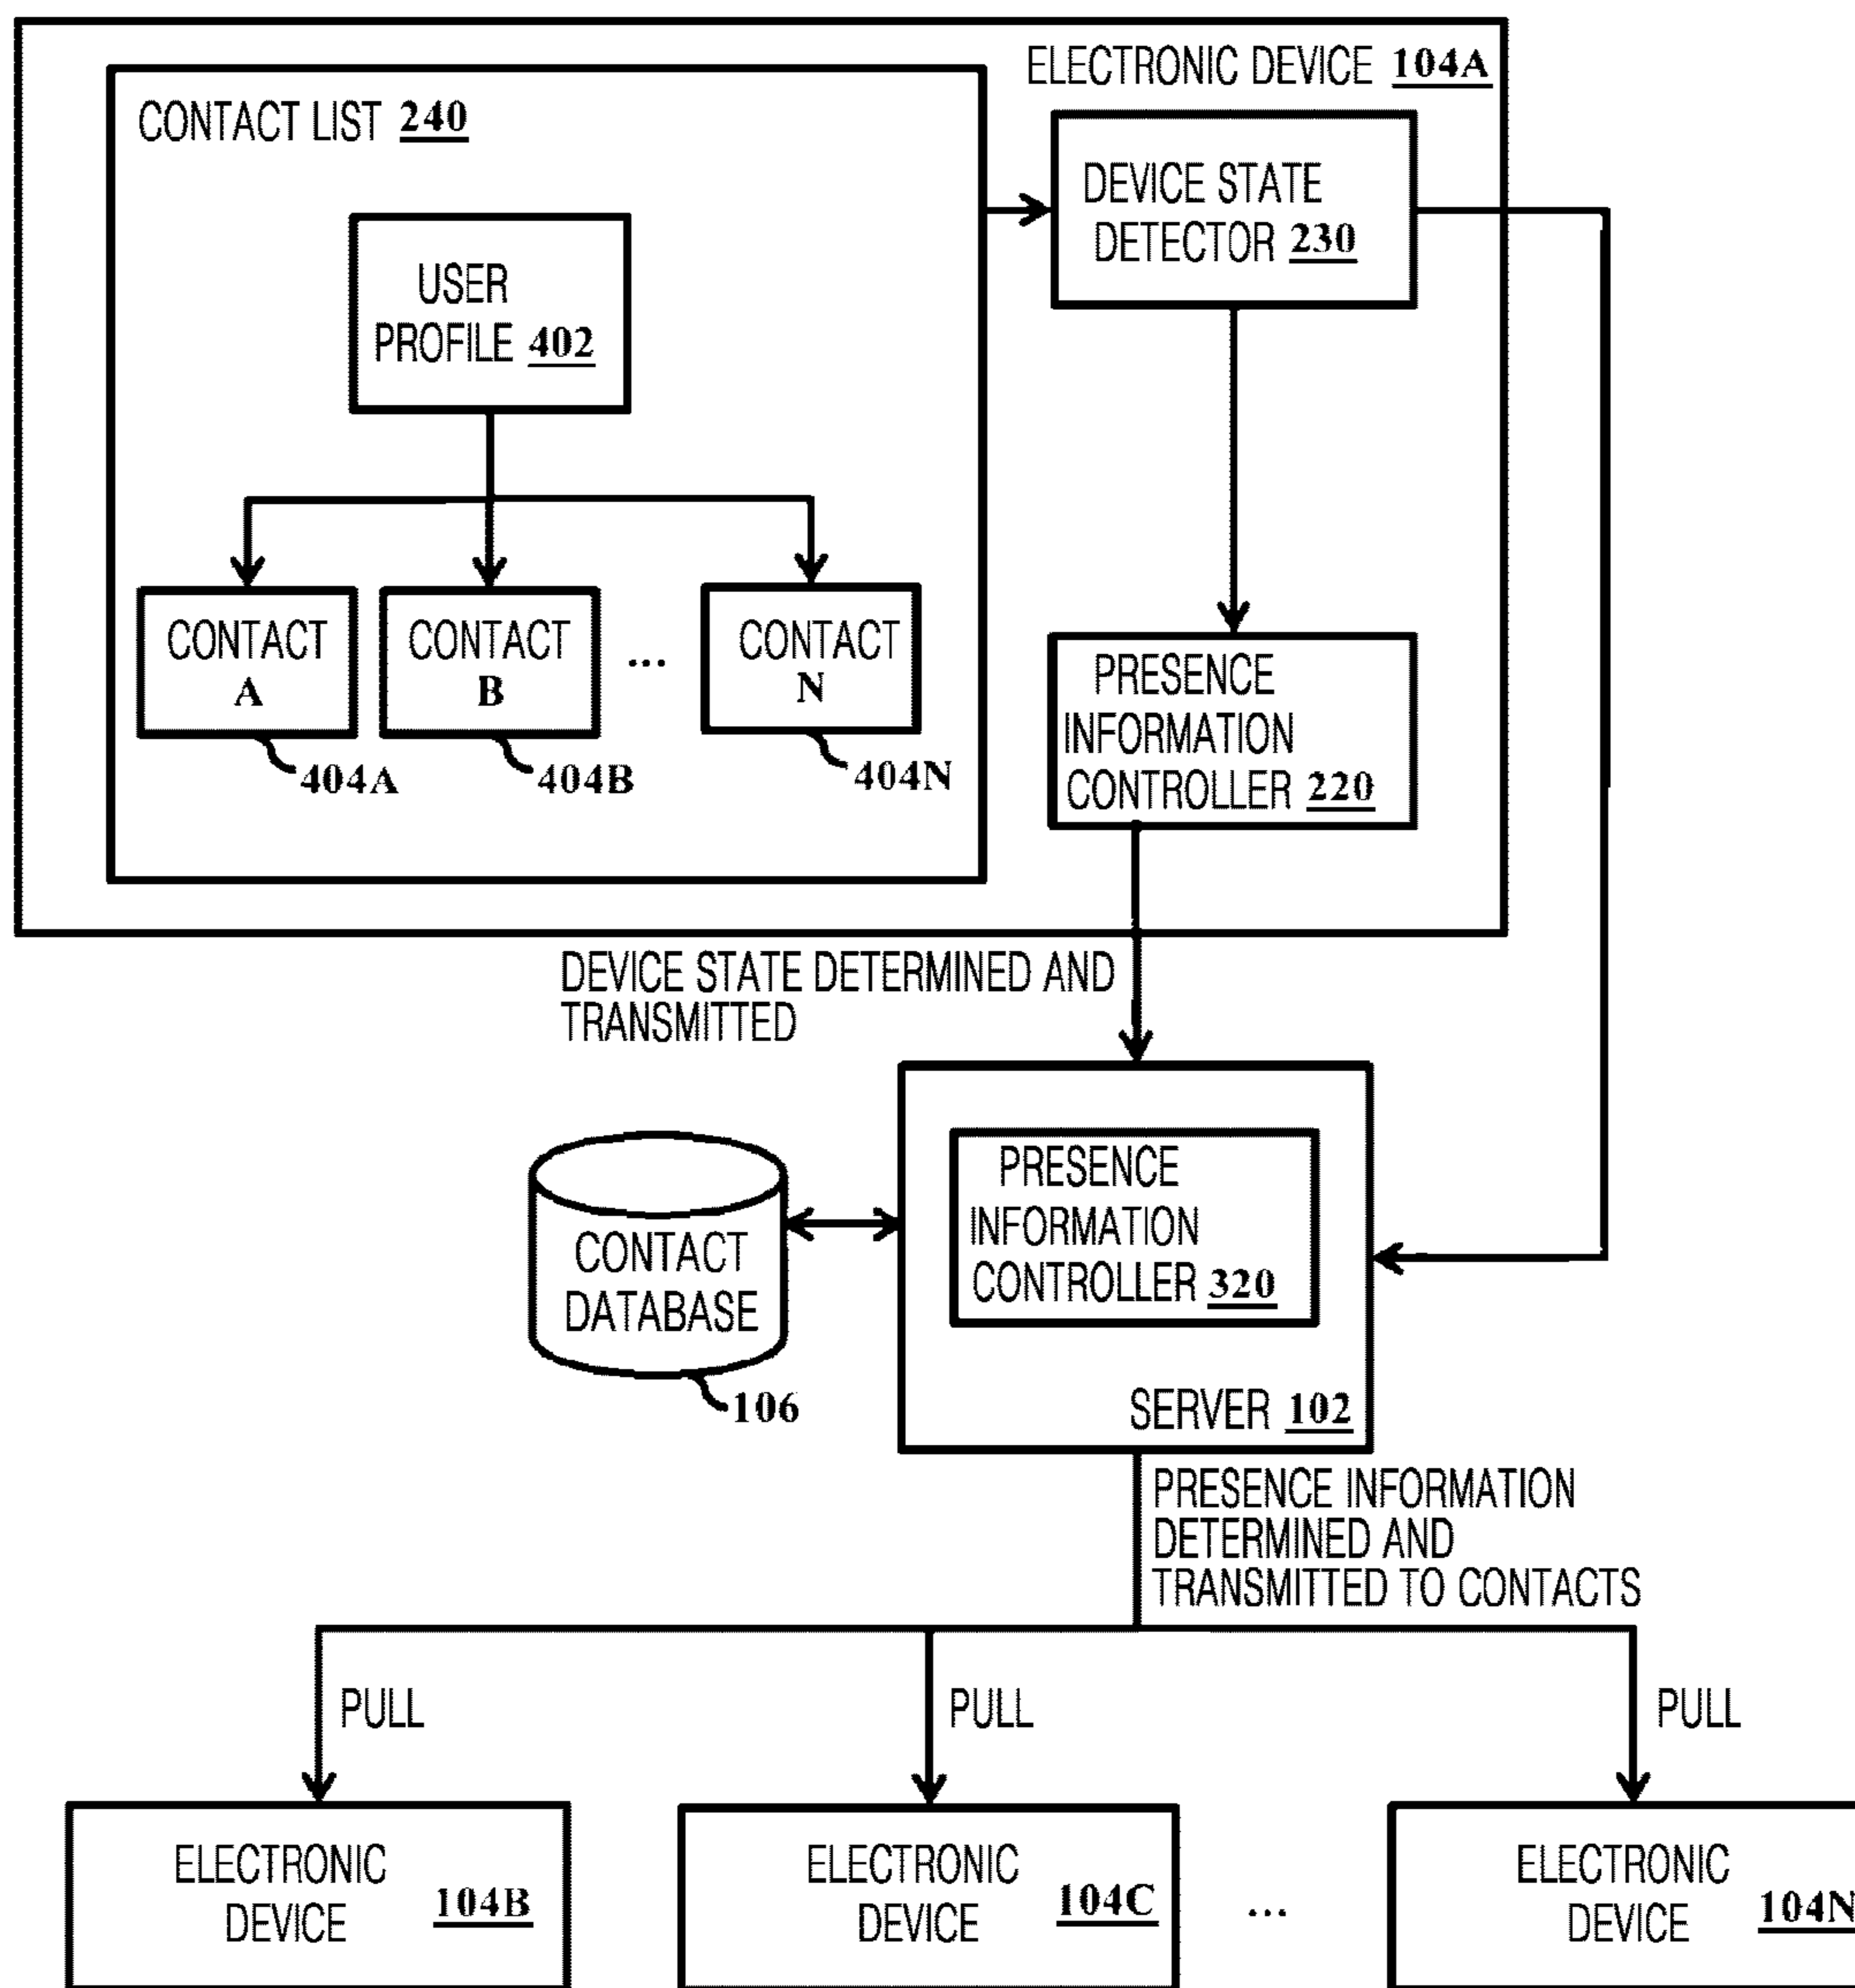 ELECTRONIC DEVICE 104A
CONTACT LIST 240
DEVICE STATE
DETECTOR 230
USER
PROFILE 402
CONTACT
A
CONTACT
B
...
CONTACT
N
404A
404B
404N
PRESENCE
INFORMATION
CONTROLLER 220
DEVICE STATE DETERMINED AND
TRANSMITTED
PRESENCE
INFORMATION
CONTROLLER 320
CONTACT
DATABASE
106
SERVER 102
PRESENCE INFORMATION
DETERMINED AND
TRANSMITTED TO CONTACTS
PULL
PULL
PULL
ELECTRONIC
DEVICE 104B
ELECTRONIC
DEVICE 104C
...
ELECTRONIC
DEVICE 104N